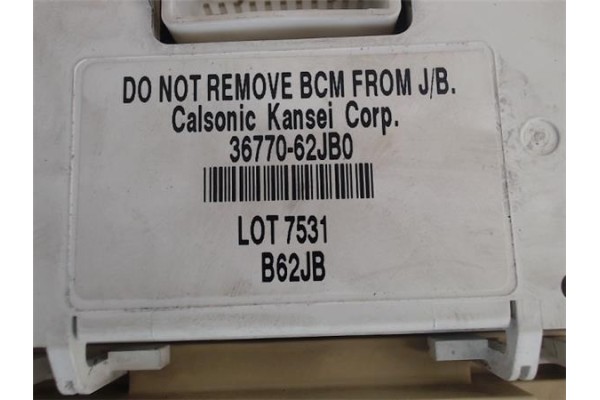 DO NOT REMOVE BCM FROM J/B.
Calsonic Kansei Corp.
36770-62JB0
LOT 7531
B62JB